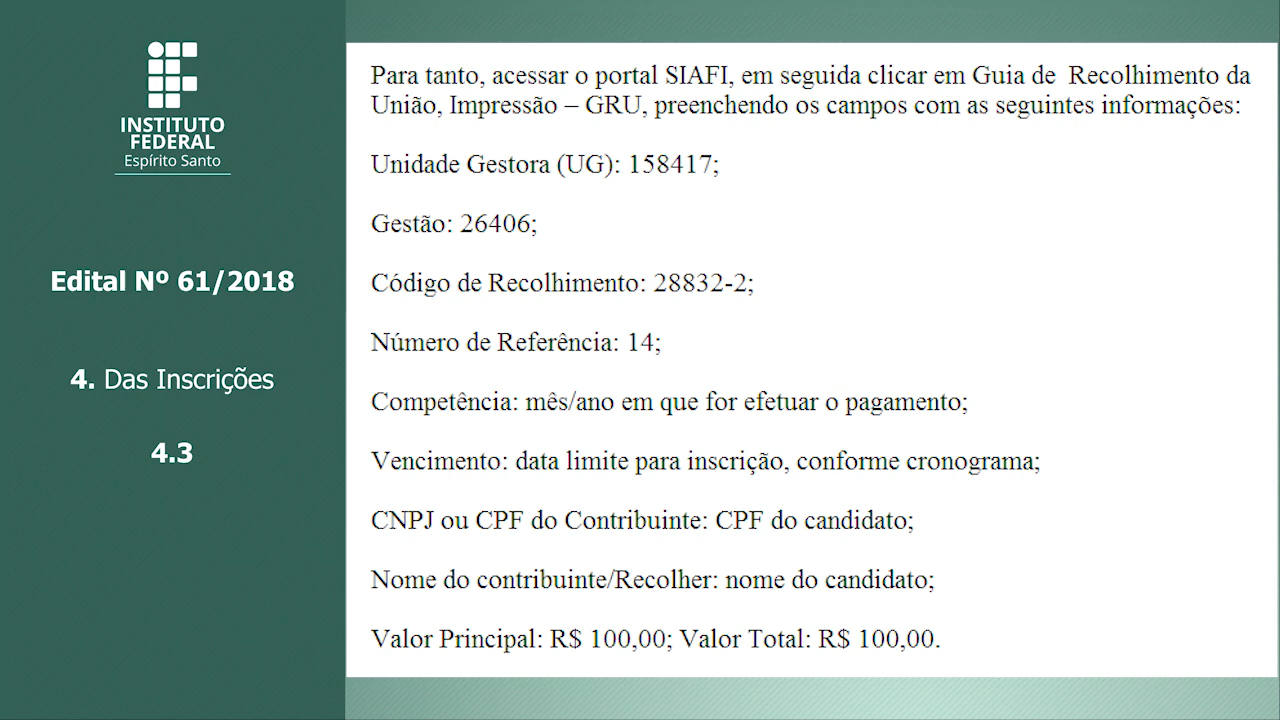 INSTITUTO
FEDERAL
Espírito Santo
Edital Nº 61/2018
4. Das Inscrições
4.3
Para tanto, acessar o portal SIAFI, em seguida clicar em Guia de Recolhimento da
União, Impressão – GRU, preenchendo os campos com as seguintes informações:
Unidade Gestora (UG): 158417;
Gestão: 26406;
Código de Recolhimento: 28832-2;
Número de Referência: 14;
Competência: mês/ano em que for efetuar o pagamento;
Vencimento: data limite para inscrição, conforme cronograma;
CNPJ ou CPF do Contribuinte: CPF do candidato;
Nome do contribuinte/Recolher: nome do candidato;
Valor Principal: R$ 100,00; Valor Total: R$ 100,00.